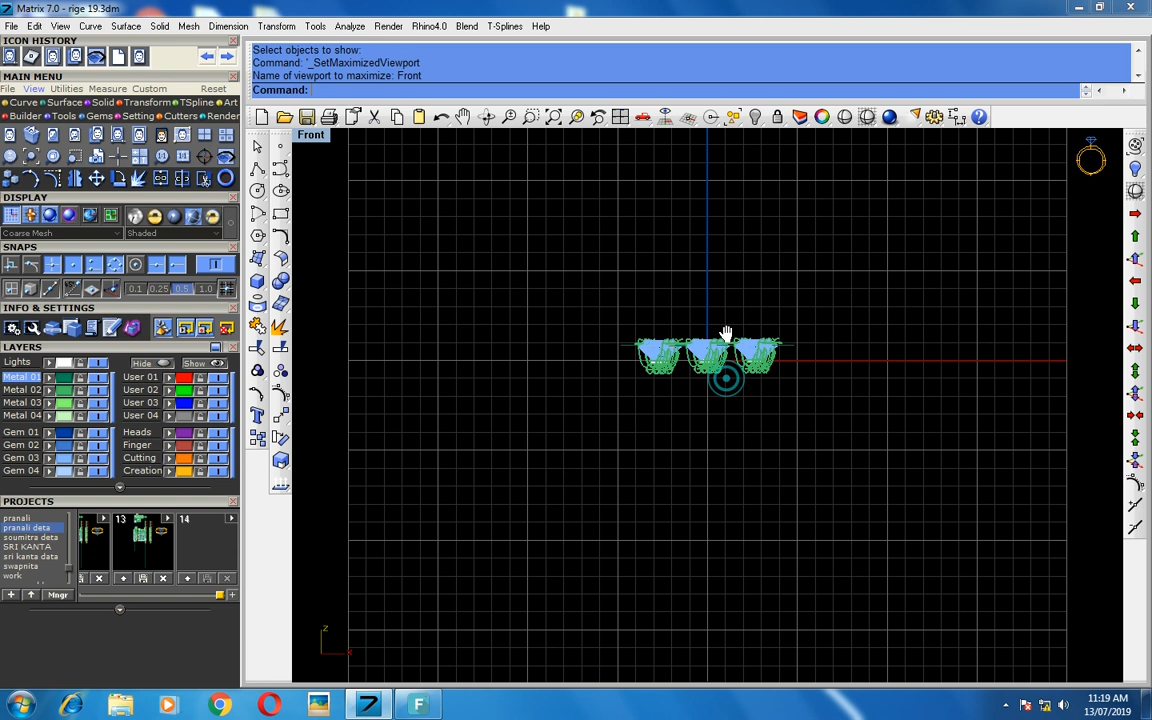 Matrix 7.0 - rige 19.3dm
File Edit View Curve Surface Solid Mesh Dimension Transform Tools Analyze Render Rhino4.0 Blend T-Splines Help
ICON HISTORY
Select objects to show:
Command: '_SetMaximizedViewport
Name of viewport to maximize: Front
Command:
MAIN MENU
File View Utilities Measure Custom Reset
Curve Surface Solid Transform TSpline Art
Builder Tools Gems Setting Cutters Render
Front
DISPLAY
Coarse Mesh Shaded
SNAPS
0.1 0.25 0.5 1.0
INFO & SETTINGS
LAYERS
Lights Hide Show
Metal 01 User 01
Metal 02 User 02
Metal 03 User 03
Metal 04 User 04
Gem 01 Heads
Gem 02 Finger
Gem 03 Cutting
Gem 04 Creation
PROJECTS
pranali
pranali deta
soumitra deta
SRI KANTA
sri kanta data
swapnita
work
13 14
Mngr
z
x
F
11:19 AM
13/07/2019